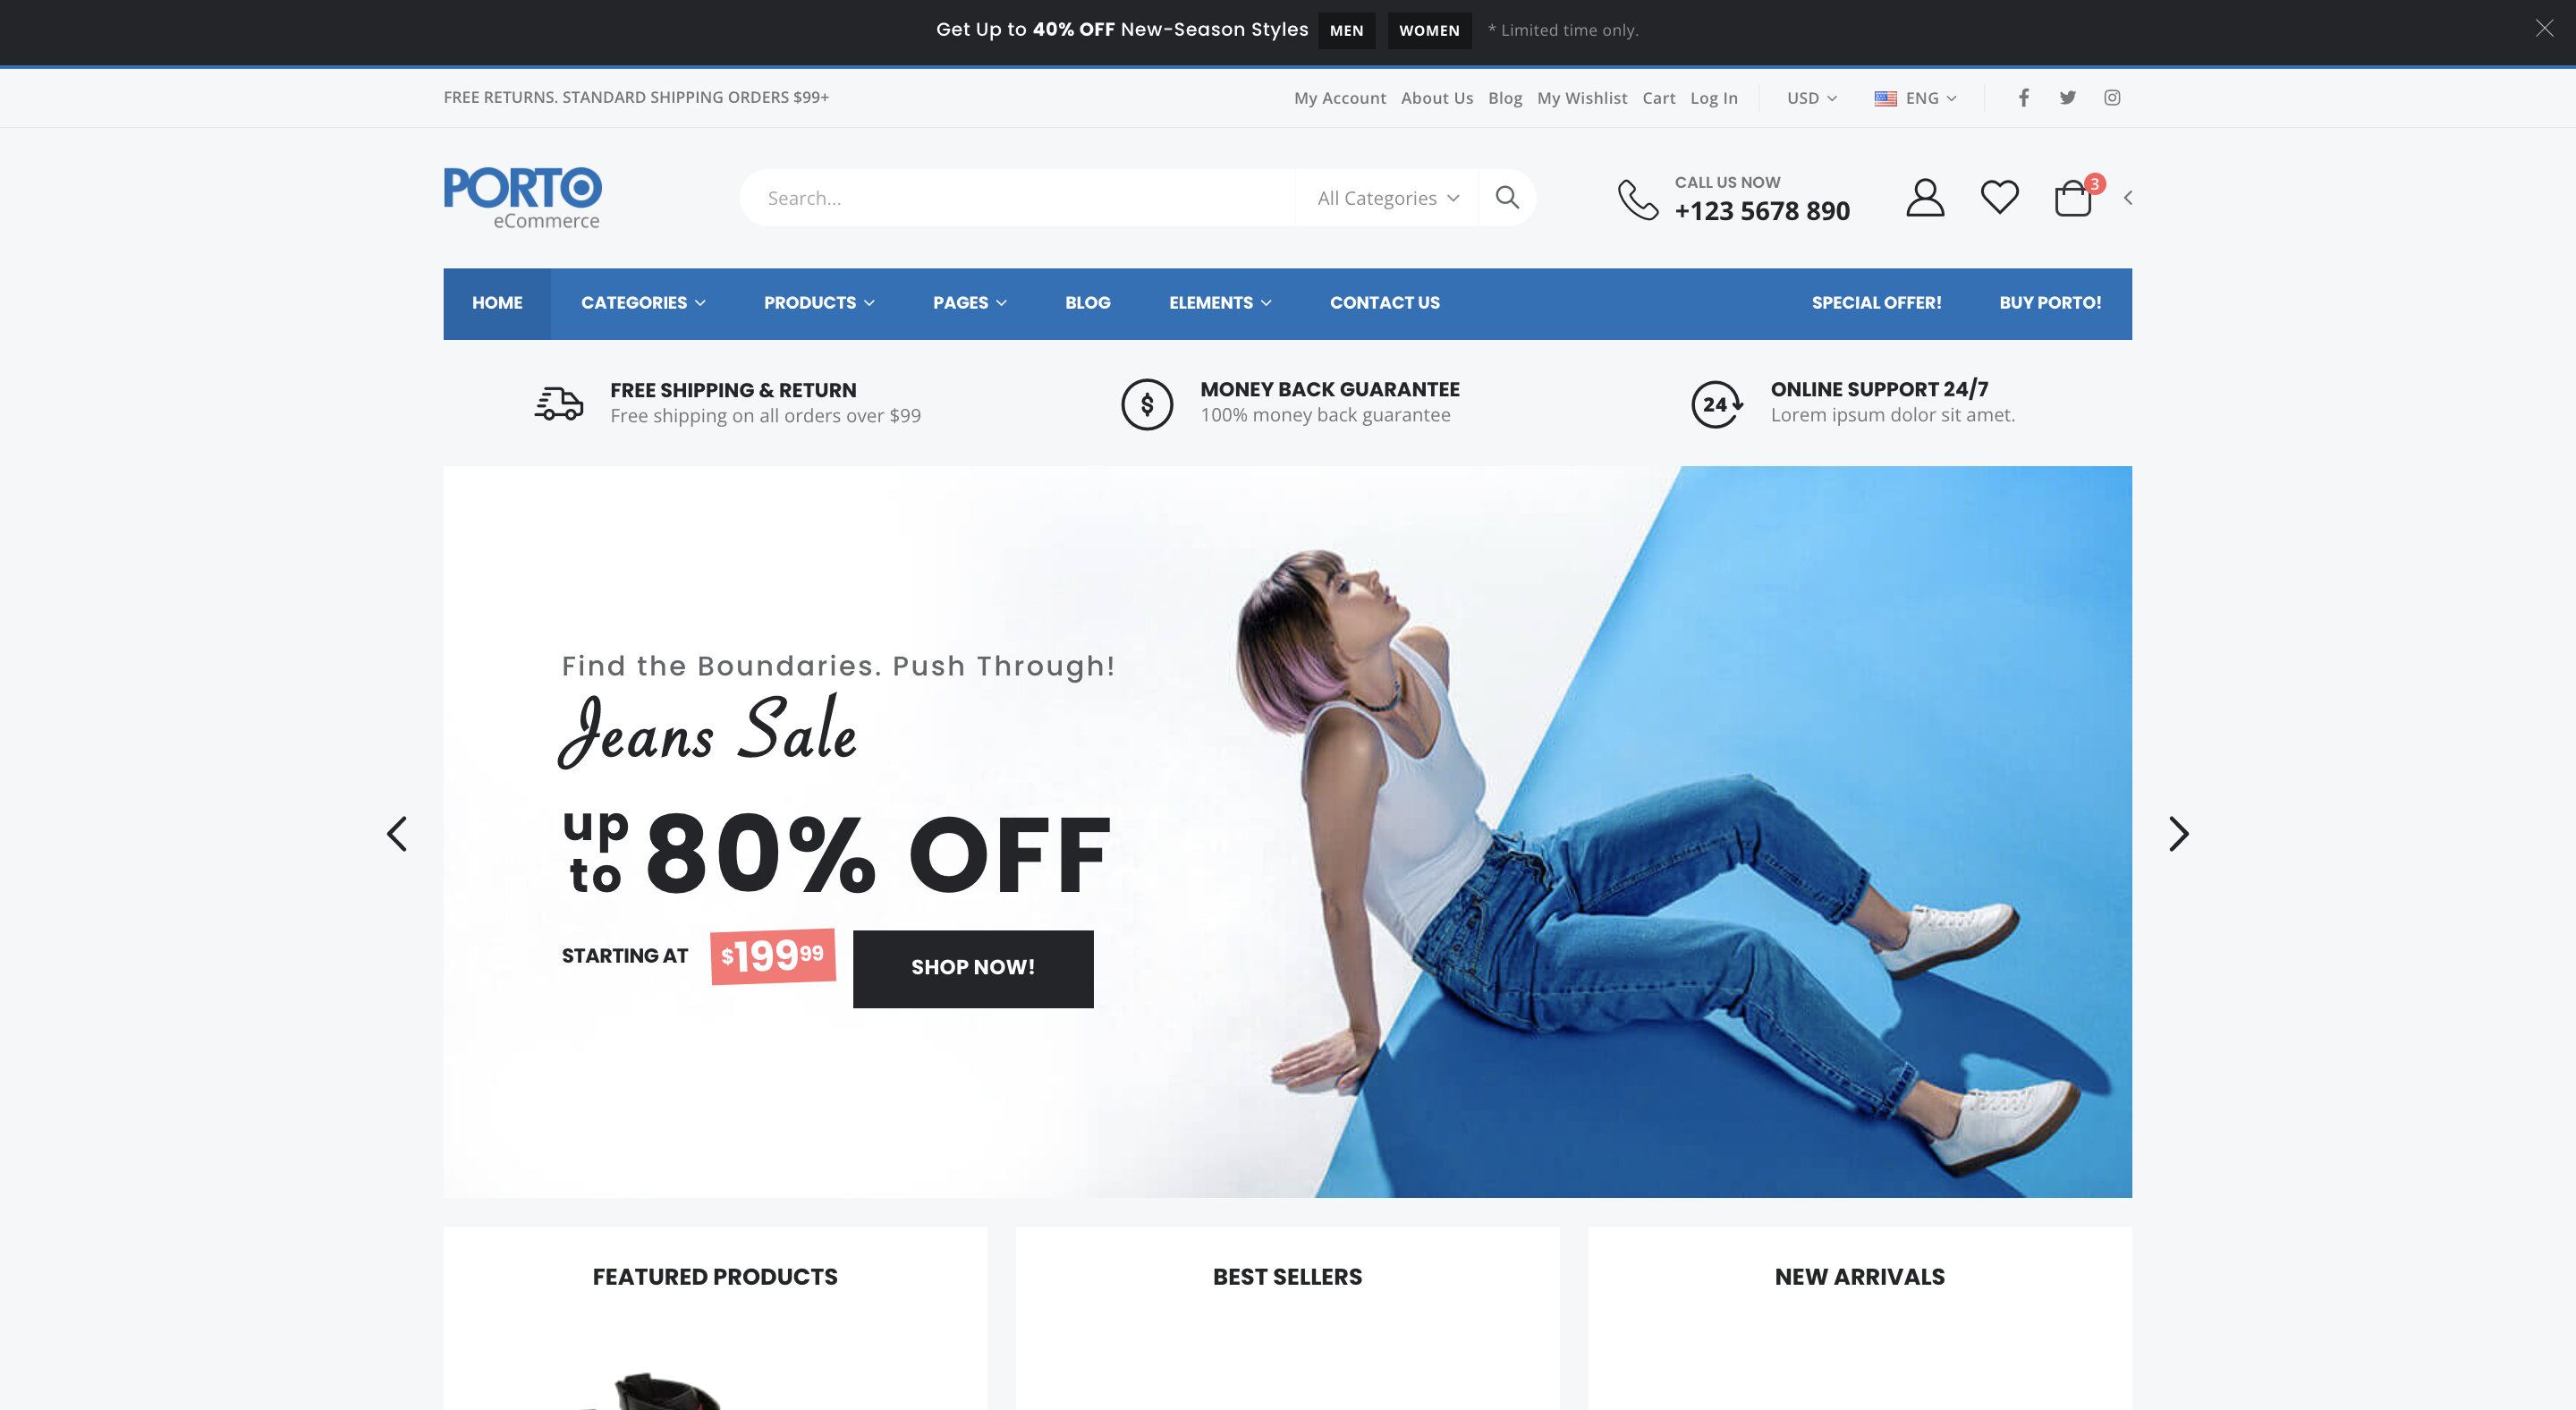 Get Up to 40% OFF New-Season Styles MEN WOMEN * Limited time only.
FREE RETURNS. STANDARD SHIPPING ORDERS $99+
My Account About Us Blog My Wishlist Cart Log In USD ENG
PORTO
eCommerce
Search...
All Categories
CALL US NOW
+123 5678 890
3
HOME CATEGORIES PRODUCTS PAGES BLOG ELEMENTS CONTACT US SPECIAL OFFER! BUY PORTO!
FREE SHIPPING & RETURN
Free shipping on all orders over $99
$
MONEY BACK GUARANTEE
100% money back guarantee
24
ONLINE SUPPORT 24/7
Lorem ipsum dolor sit amet.
Find the Boundaries. Push Through!
Jeans Sale
up to 80% OFF
STARTING AT $19999 SHOP NOW!
FEATURED PRODUCTS
BEST SELLERS
NEW ARRIVALS